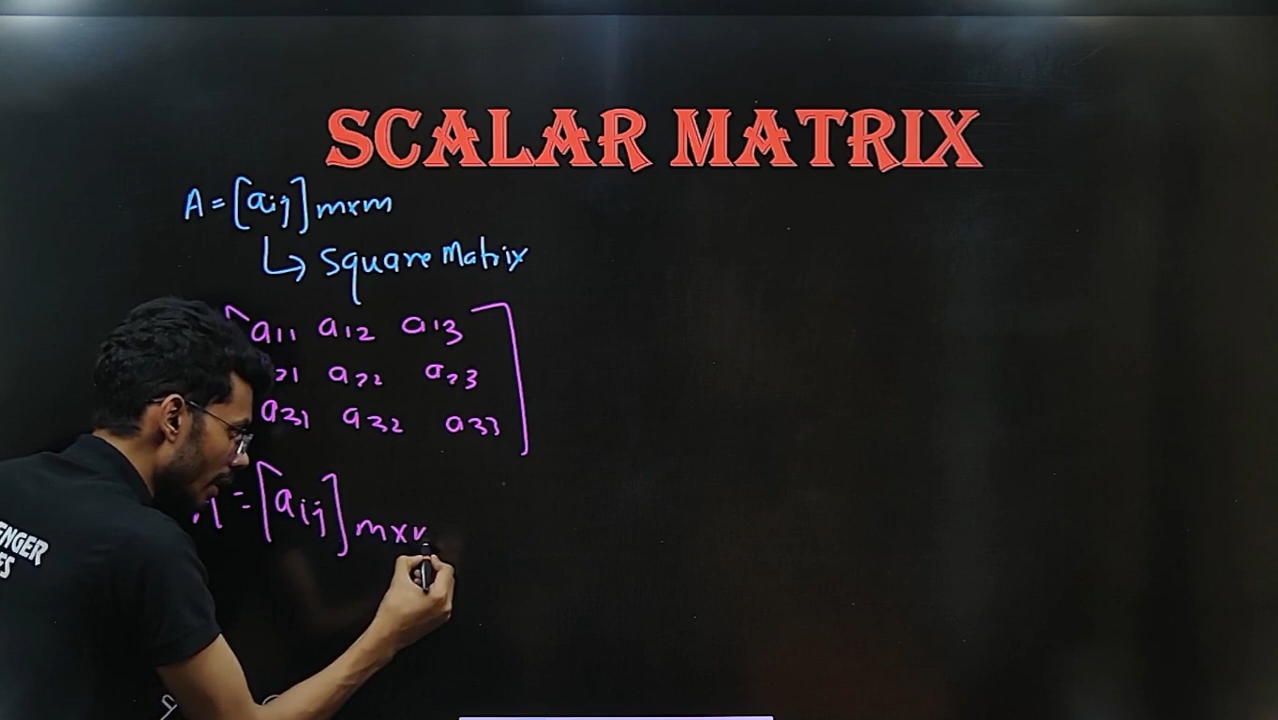 SCALAR MATRIX
A = [aij] m×m
↳ Square Matrix
a11 a12 a13
a22 a23
a31 a32 a33
= [aij] m×